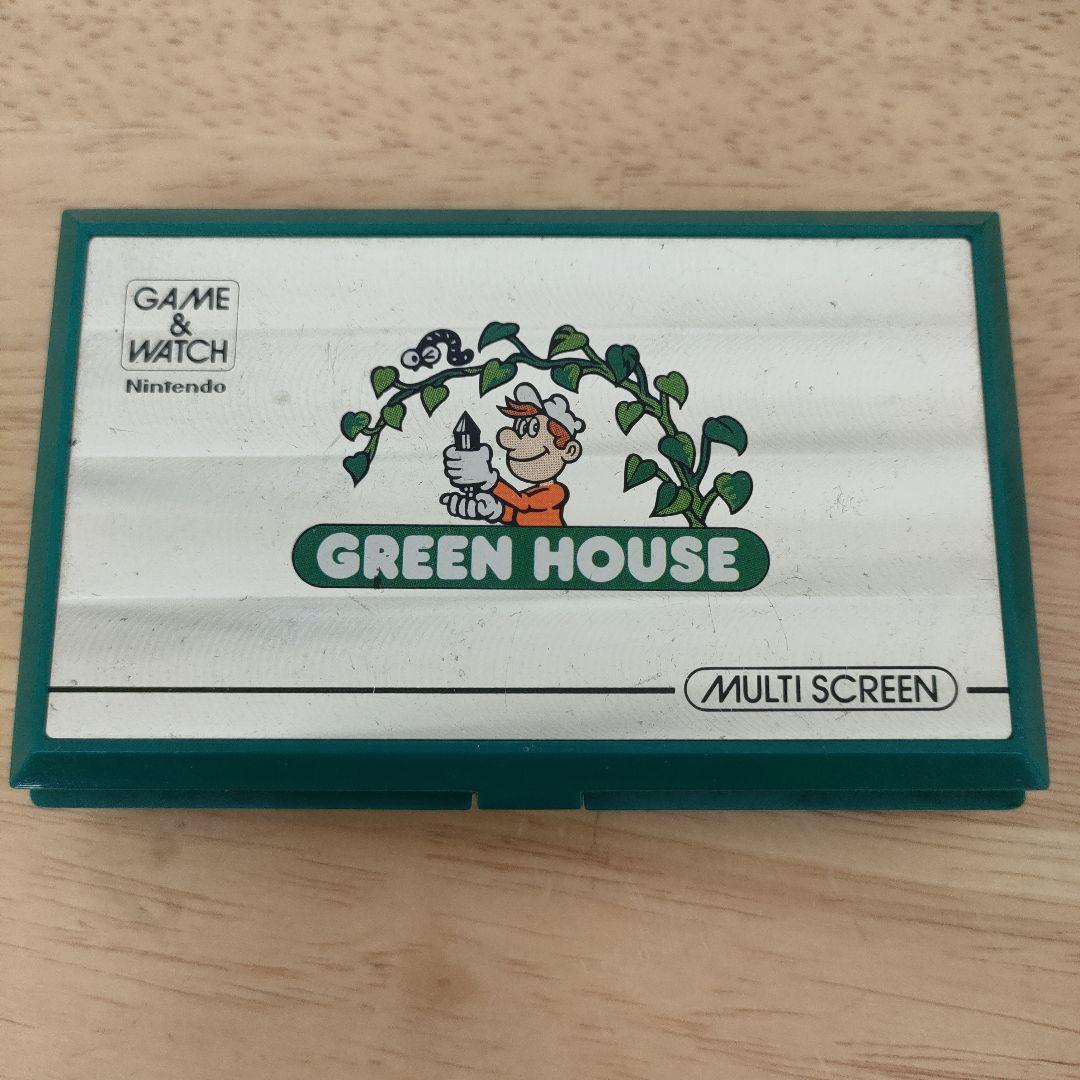 GAME
&
WATCH
Nintendo
GREEN HOUSE
MULTI SCREEN